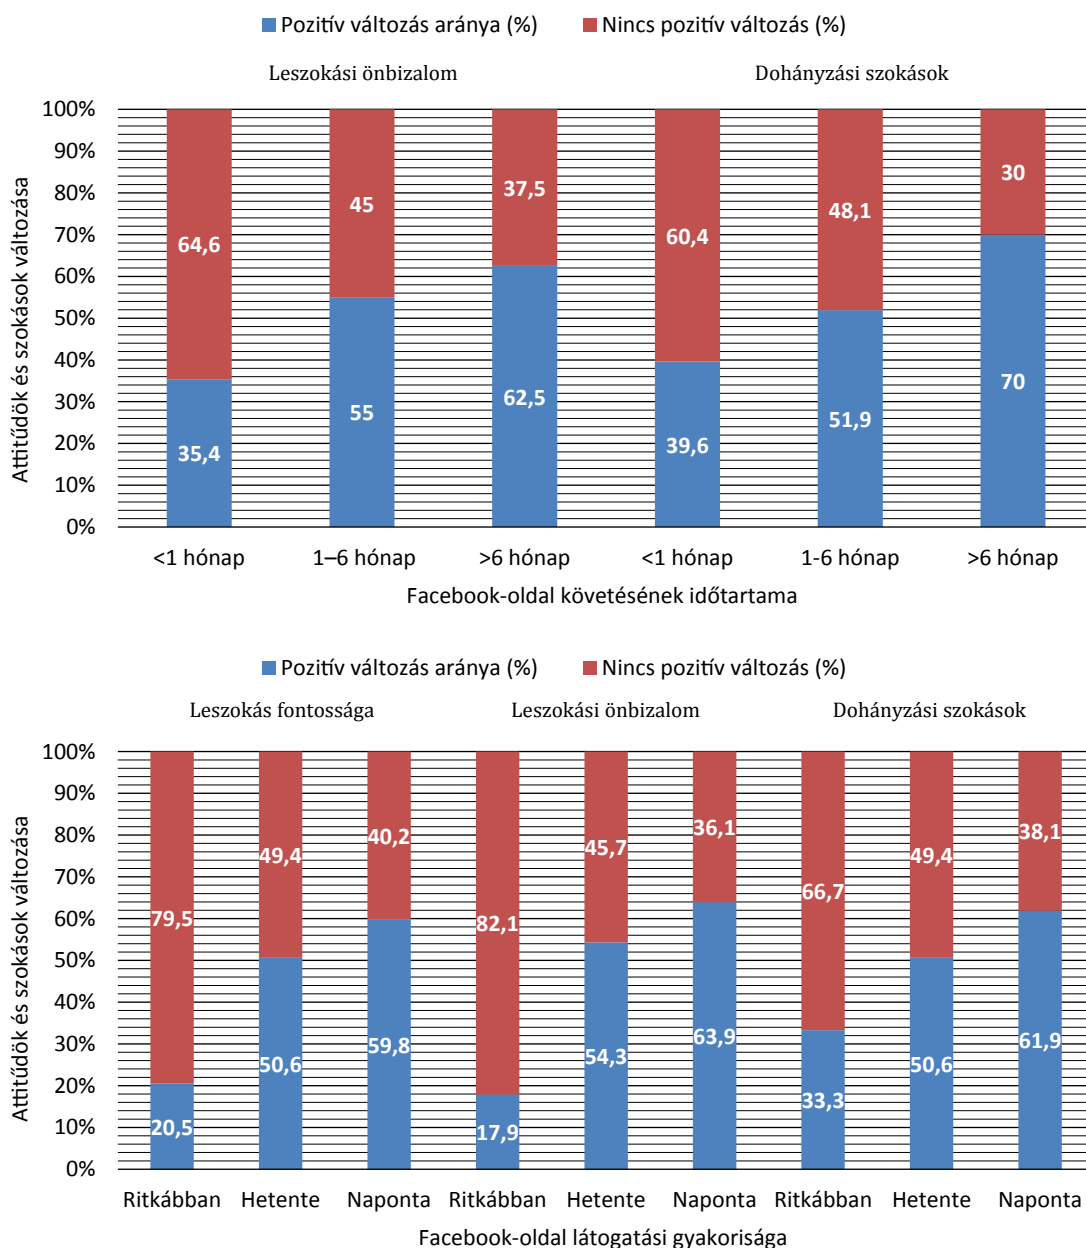 Pozitív változás aránya (%) Nincs pozitív változás (%)
Leszokási önbizalom Dohányzási szokások
Attitűdök és szokások változása
100%
90%
80%
70%
60%
50%
40%
30%
20%
10%
0%
64,6 45 37,5 60,4 48,1 30
35,4 55 62,5 39,6 51,9 70
<1 hónap 1–6 hónap >6 hónap <1 hónap 1-6 hónap >6 hónap
Facebook-oldal követésének időtartama
Pozitív változás aránya (%) Nincs pozitív változás (%)
Leszokás fontossága Leszokási önbizalom Dohányzási szokások
Attitűdök és szokások változása
100%
90%
80%
70%
60%
50%
40%
30%
20%
10%
0%
79,5 49,4 40,2 82,1 45,7 36,1 66,7 49,4 38,1
20,5 50,6 59,8 17,9 54,3 63,9 33,3 50,6 61,9
Ritkábban Hetente Naponta Ritkábban Hetente Naponta Ritkábban Hetente Naponta
Facebook-oldal látogatási gyakorisága